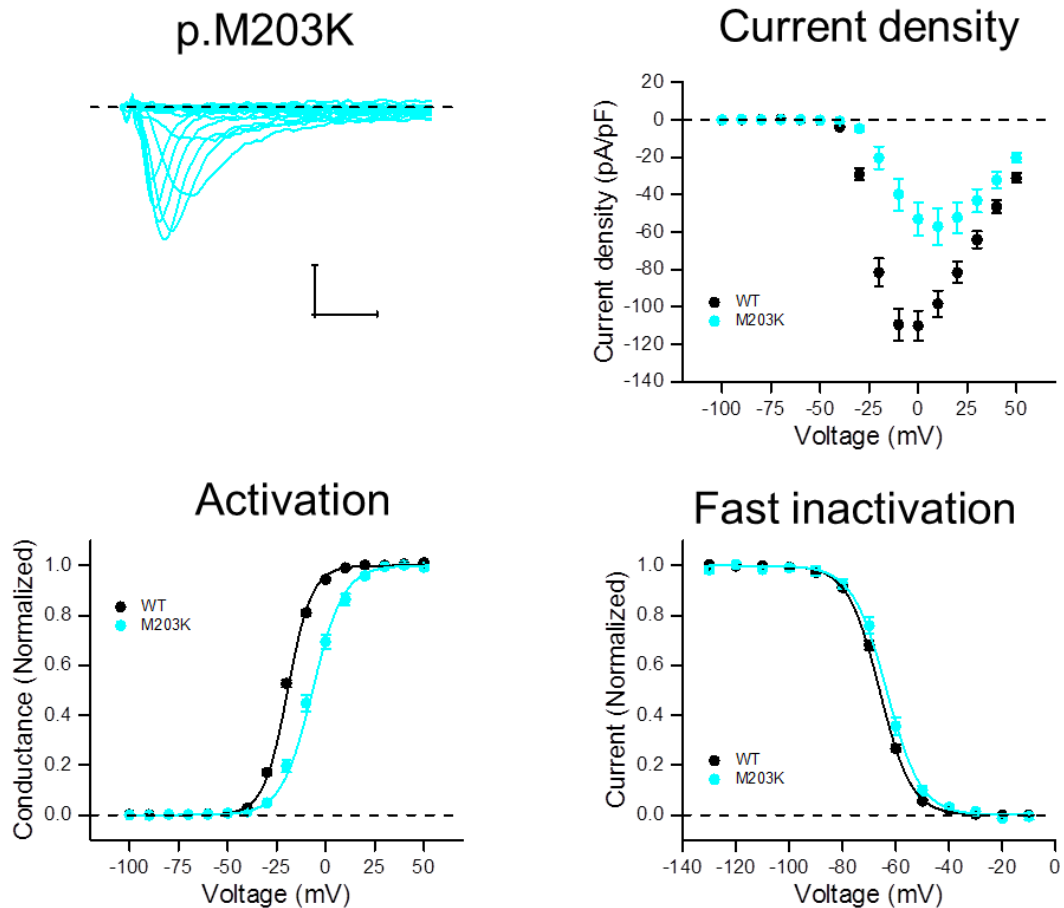 p.M203K
Current density
20
0
-20
-40
-60
-80
-100
-120
-140
Current density (pA/pF)
WT
M203K
-100 -75 -50 -25 0 25 50
Voltage (mV)
Activation
1.0
0.8
0.6
0.4
0.2
0.0
Conductance (Normalized)
WT
M203K
-100 -75 -50 -25 0 25 50
Voltage (mV)
Fast inactivation
1.0
0.8
0.6
0.4
0.2
0.0
Current (Normalized)
WT
M203K
-140 -120 -100 -80 -60 -40 -20 0
Voltage (mV)